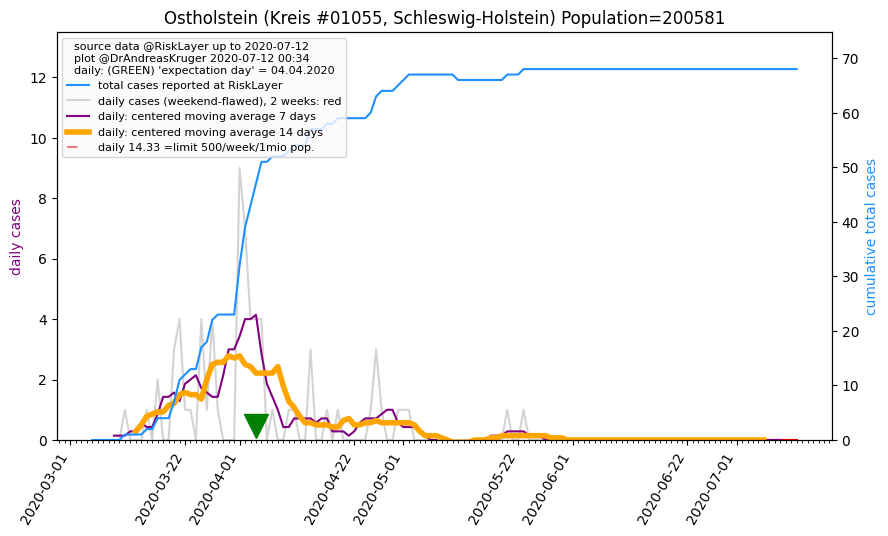 Ostholstein (Kreis #01055, Schleswig-Holstein) Population=200581
source data @RiskLayer up to 2020-07-12
plot @DrAndreasKruger 2020-07-12 00:34
daily: (GREEN) 'expectation day' = 04.04.2020
total cases reported at RiskLayer
daily cases (weekend-flawed), 2 weeks: red
daily: centered moving average 7 days
daily: centered moving average 14 days
daily 14.33 =limit 500/week/1mio pop.
daily cases
12
10
8
6
4
2
0
70
60
50
40
30
20
10
0
cumulative total cases
2020-03-01
2020-03-22
2020-04-01
2020-04-22
2020-05-01
2020-05-22
2020-06-01
2020-06-22
2020-07-01